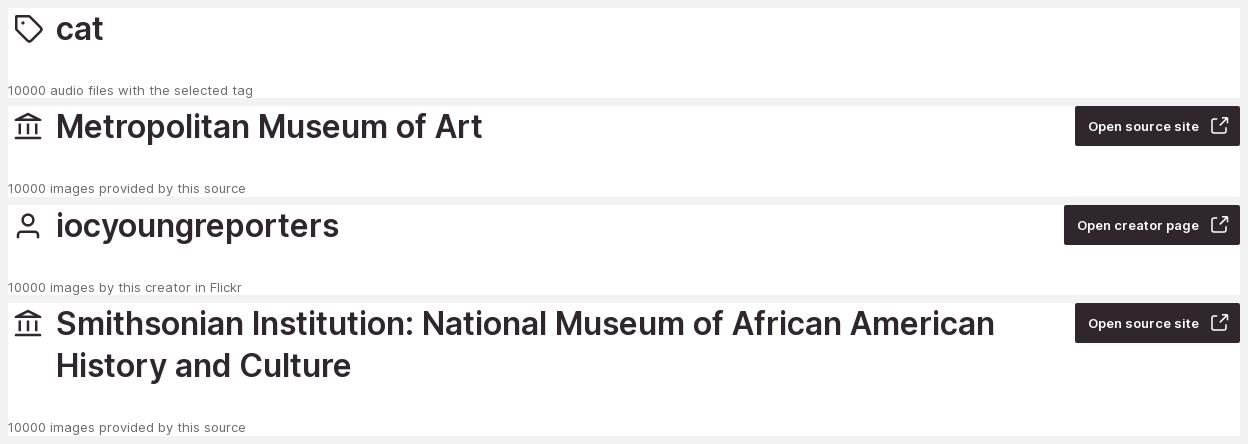 cat
10000 audio files with the selected tag
Metropolitan Museum of Art
Open source site
10000 images provided by this source
iocyoungreporters
Open creator page
10000 images by this creator in Flickr
Smithsonian Institution: National Museum of African American
History and Culture
Open source site
10000 images provided by this source